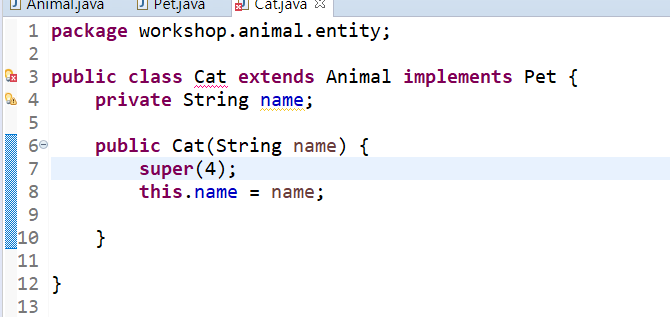 Animal.java Pet.java Cat.java
1 package workshop.animal.entity;
2
3 public class Cat extends Animal implements Pet {
4 private String name;
5
6 public Cat(String name) {
7 super(4);
8 this.name = name;
9
10 }
11
12 }
13